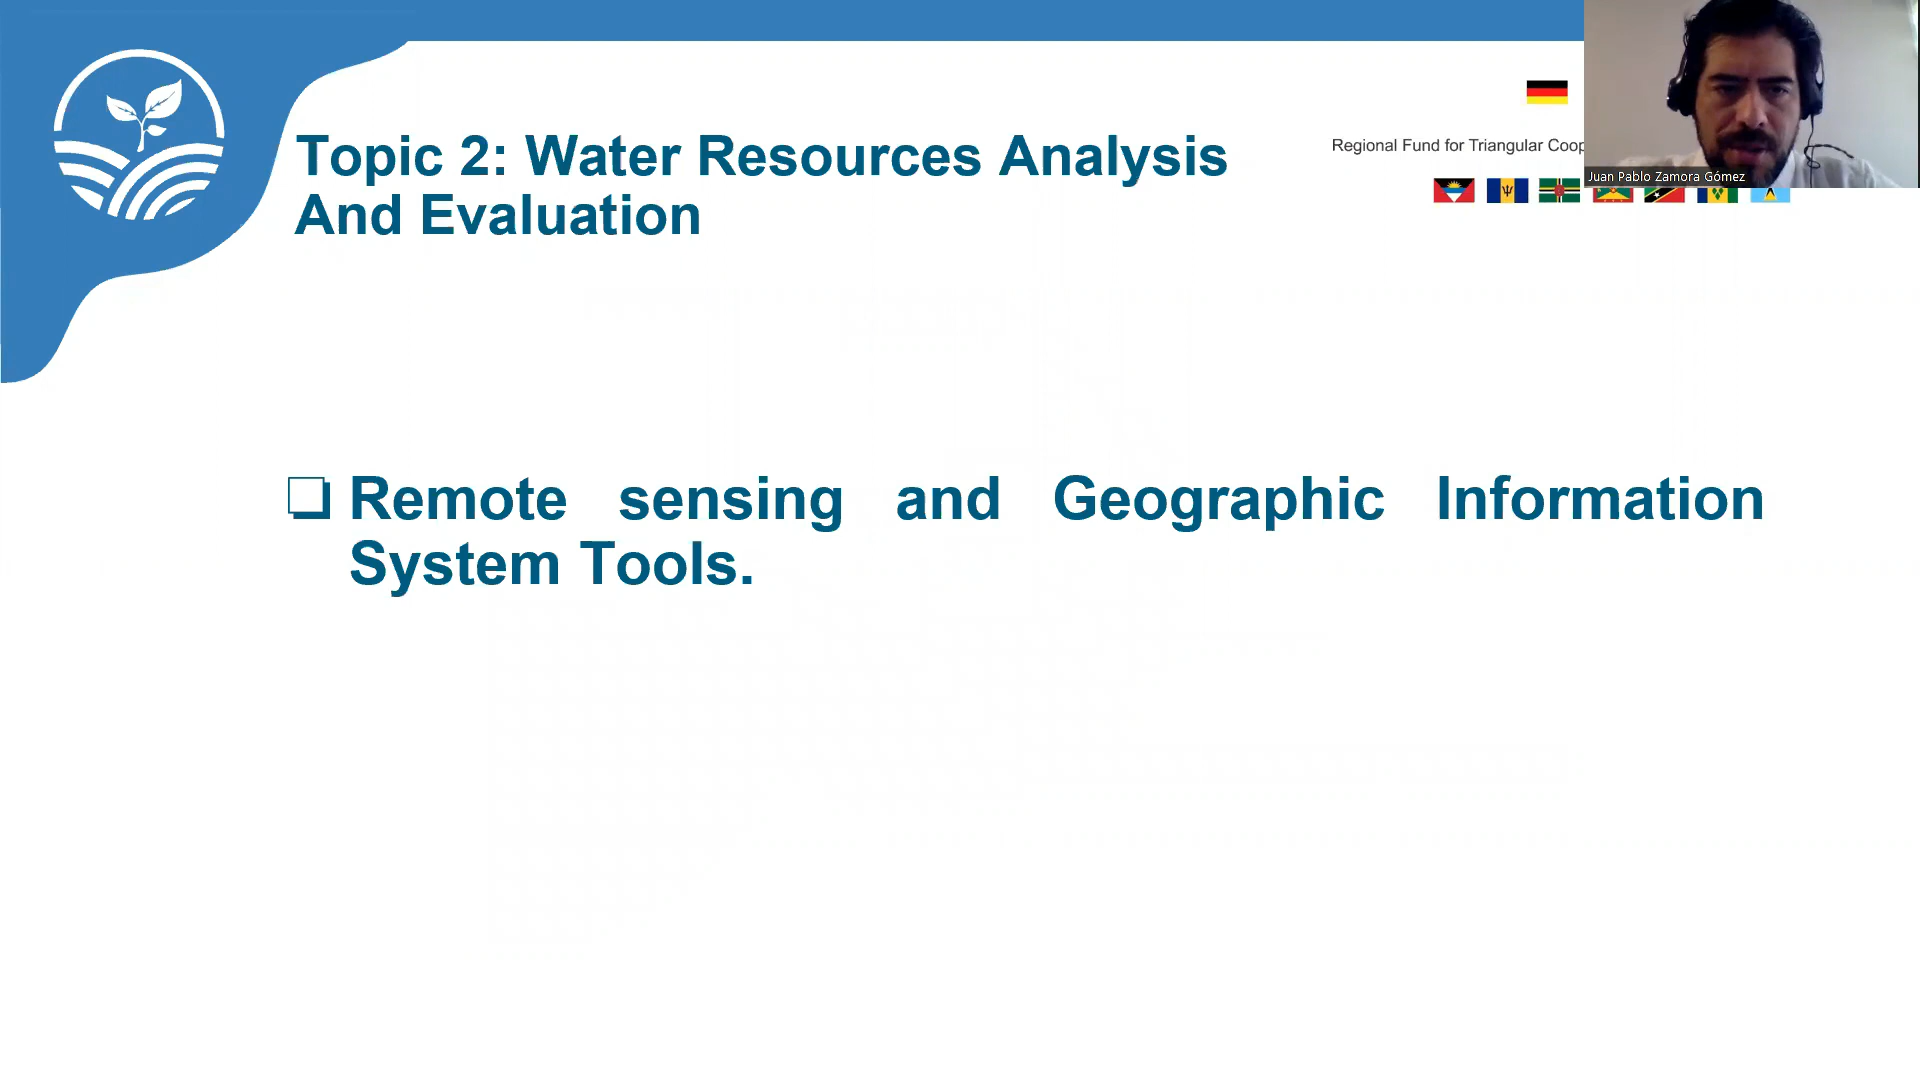 Topic 2: Water Resources Analysis
And Evaluation
Regional Fund for Triangular
Juan Pablo Zamora Gómez
❑ Remote sensing and Geographic Information
System Tools.